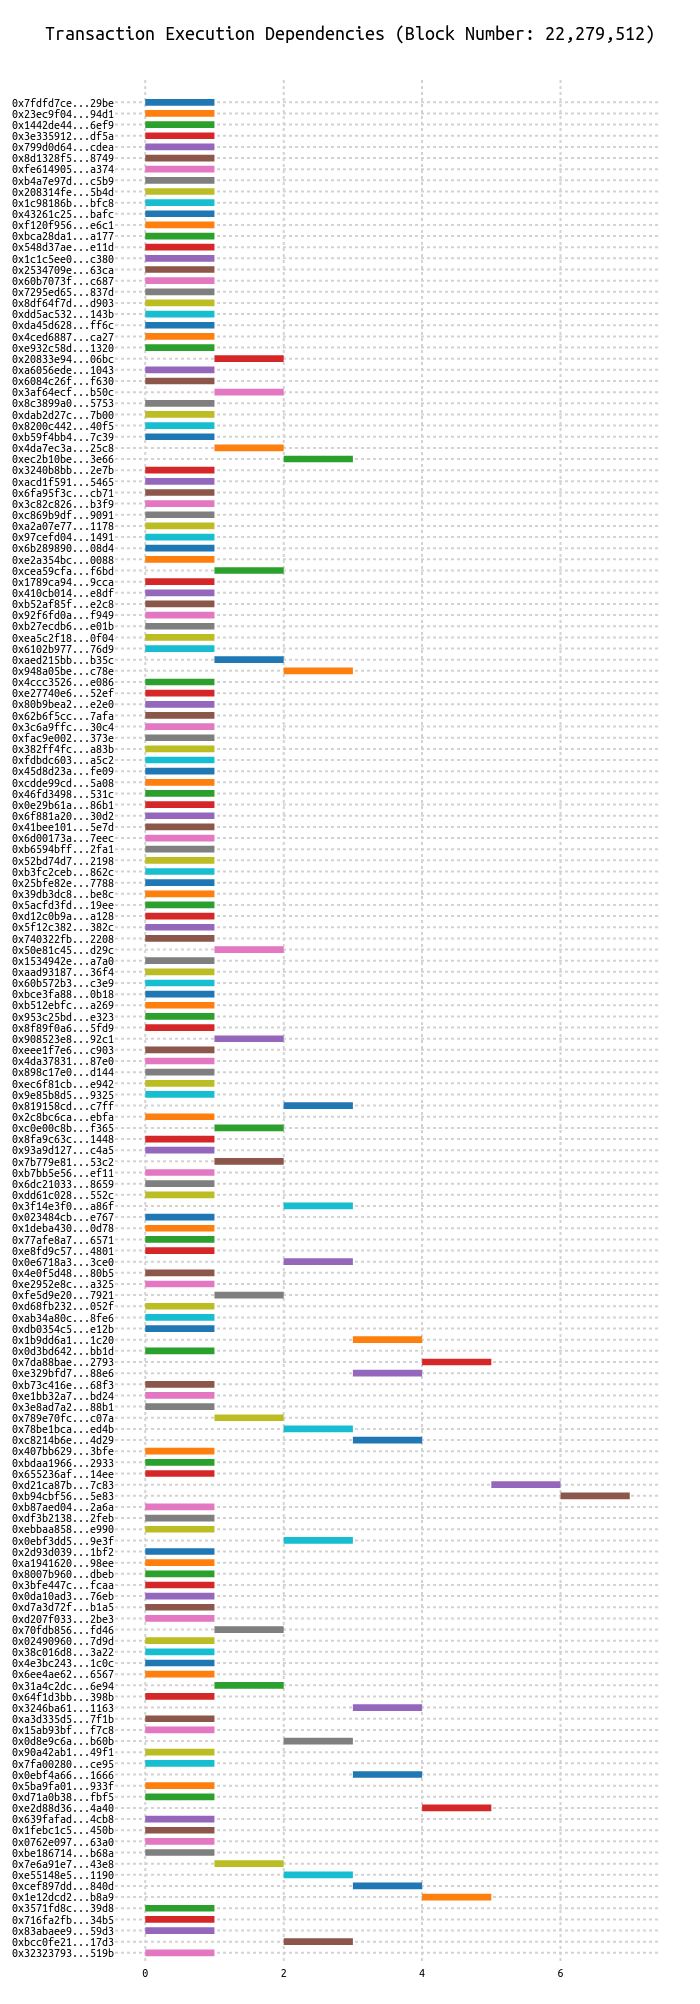 Transaction Execution Dependencies (Block Number: 22,279,512)
0x7fdfd7ce...29be
0x23ec9f04...94d1
0x1442de44...6ef9
0x3e335912...df5a
0x799d0d64...cdea
0x8d1328f5...8749
0xfe614905...a374
0xb4a7e97d...c5b9
0x208314fe...5b4d
0x1c98186b...bfc8
0x43261c25...bafc
0xf120f956...e6c1
0xbca28da1...a177
0x548d37ae...e11d
0x1c1c5ee0...c380
0x2534709e...63ca
0x60b7073f...c687
0x7295ed65...837d
0x8df64f7d...d903
0xdd5ac532...143b
0xda45d628...ff6c
0x4ced6887...ca27
0xe932c58d...1320
0x20833e94...06bc
0xa6056ede...1043
0x6084c26f...f630
0x3af64ecf...b50c
0x8c3899a0...5753
0xdab2d27c...7b00
0x8200c442...40f5
0xb59f4bb4...7c39
0x4da7ec3a...25c8
0xec2b10be...3e66
0x3240b8bb...2e7b
0xacd1f591...5465
0x6fa95f3c...cb71
0x3c82c826...b3f9
0xc869b9df...9091
0xa2a07e77...1178
0x97cefd04...1491
0x6b289890...08d4
0xe2a354bc...0088
0xcea59cfa...f6bd
0x1789ca94...9cca
0x410cb014...e8df
0xb52af85f...e2c8
0x92f6fd0a...f949
0xb27ecdb6...e01b
0xea5c2f18...0f04
0x6102b977...76d9
0xaed215bb...b35c
0x948a05be...c78e
0x4ccc3526...e086
0xe27740e6...52ef
0x80b9bea2...e2e0
0x62b6f5cc...7afa
0x3c6a9ffc...30c4
0xfac9e002...373e
0x382ff4fc...a83b
0xfdbdc603...a5c2
0x45d8d23a...fe09
0xcdde99cd...5a08
0x46fd3498...531c
0x0e29b61a...86b1
0x6f881a20...30d2
0x41bee101...5e7d
0x6d00173a...7eec
0xb6594bff...2fa1
0x52bd74d7...2198
0xb3fc2ceb...862c
0x25bfe82e...7788
0x39db3dc8...be8c
0x5acfd3fd...19ee
0xd12c0b9a...a128
0x5f12c382...382c
0x740322fb...2208
0x50e81c45...d29c
0x1534942e...a7a0
0xaad93187...36f4
0x60b572b3...c3e9
0xbce3fa88...0b18
0xb512ebfc...a269
0x953c25bd...e323
0x8f89f0a6...5fd9
0x908523e8...92c1
0xeee1f7e6...c903
0x4da37831...87e0
0x898c17e0...d144
0xec6f81cb...e942
0x9e85b8d5...9325
0x819158cd...c7ff
0x2c8bc6ca...ebfa
0xc0e00c8b...f365
0x8fa9c63c...1448
0x93a9d127...c4a5
0x7b779e81...53c2
0xb7bb5e56...ef11
0x6dc21033...8659
0xdd61c028...552c
0x3f14e3f0...a86f
0x023484cb...e767
0x1deba430...0d78
0x77afe8a7...6571
0xe8fd9c57...4801
0x0e6718a3...3ce0
0x4e0f5d48...80b5
0xe2952e8c...a325
0xfe5d9e20...7921
0xd68fb232...052f
0xab34a80c...8fe6
0xdb0354c5...e12b
0x1b9dd6a1...1c20
0x0d3bd642...bb1d
0x7da88bae...2793
0xe329bfd7...88e6
0xb73c416e...68f3
0xe1bb32a7...bd24
0x3e8ad7a2...88b1
0x789e70fc...c07a
0x78be1bca...ed4b
0xc8214b6e...4d29
0x407bb629...3bfe
0xbdaa1966...2933
0x655236af...14ee
0xd21ca87b...7c83
0xb94cbf56...5e83
0xb87aed04...2a6a
0xdf3b2138...2feb
0xebbaa858...e990
0x0ebf3dd5...9e3f
0x2d93d039...1bf2
0xa1941620...98ee
0x8007b960...dbeb
0x3bfe447c...fcaa
0x0da10ad3...76eb
0xd7a3d72f...b1a5
0xd207f033...2be3
0x70fdb856...fd46
0x02490960...7d9d
0x38c016d8...3a22
0x4e3bc243...1c0c
0x6ee4ae62...6567
0x31a4c2dc...6e94
0x64f1d3bb...398b
0x3246ba61...1163
0xa3d335d5...7f1b
0x15ab93bf...f7c8
0x0d8e9c6a...b60b
0x90a42ab1...49f1
0x7fa00280...ce95
0x0ebf4a66...1666
0x5ba9fa01...933f
0xd71a0b38...fbf5
0xe2d88d36...4a40
0x639fafad...4cb8
0x1febc1c5...450b
0x0762e097...63a0
0xbe186714...b68a
0x7e6a91e7...43e8
0xe55148e5...1190
0xcef897dd...840d
0x1e12dcd2...b8a9
0x3571fd8c...39d8
0x716fa2fb...34b5
0x83abaee9...59d3
0xbcc0fe21...17d3
0x32323793...519b
0 2 4 6